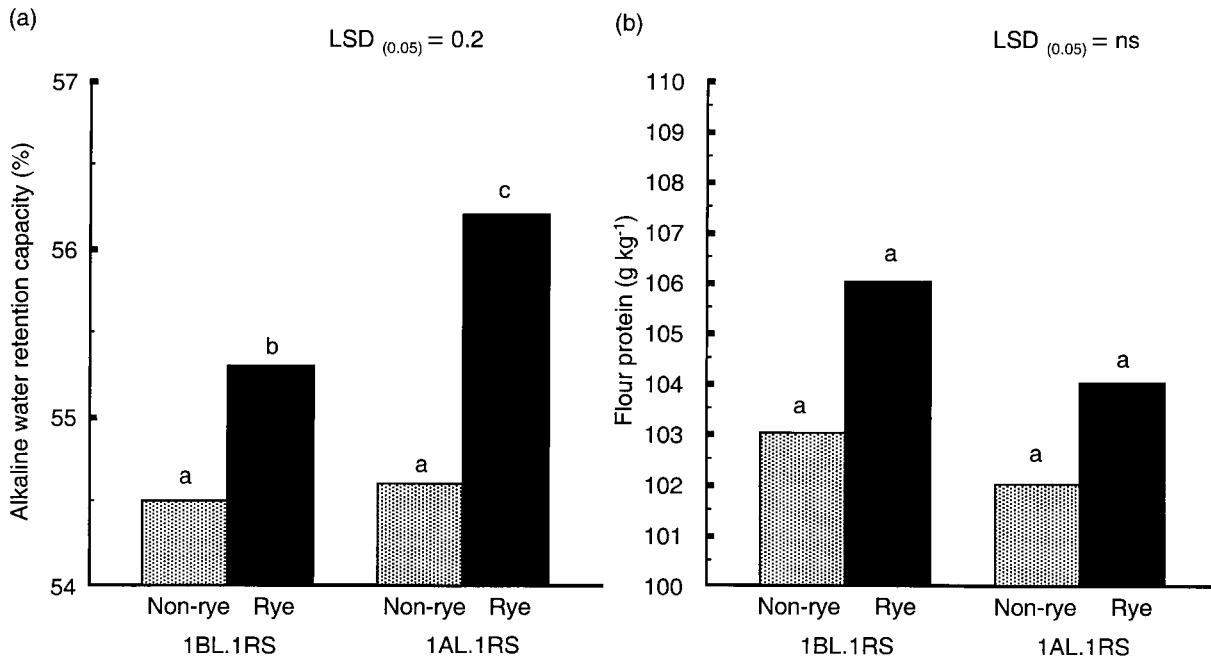 (a)
LSD (0.05) = 0.2
57
56
55
54
Alkaline water retention capacity (%)
a
b
a
c
Non-rye Rye Non-rye Rye
1BL.1RS 1AL.1RS
(b)
LSD (0.05) = ns
110
109
108
107
106
105
104
103
102
101
100
Flour protein (g kg⁻¹)
a
a
a
a
Non-rye Rye Non-rye Rye
1BL.1RS 1AL.1RS